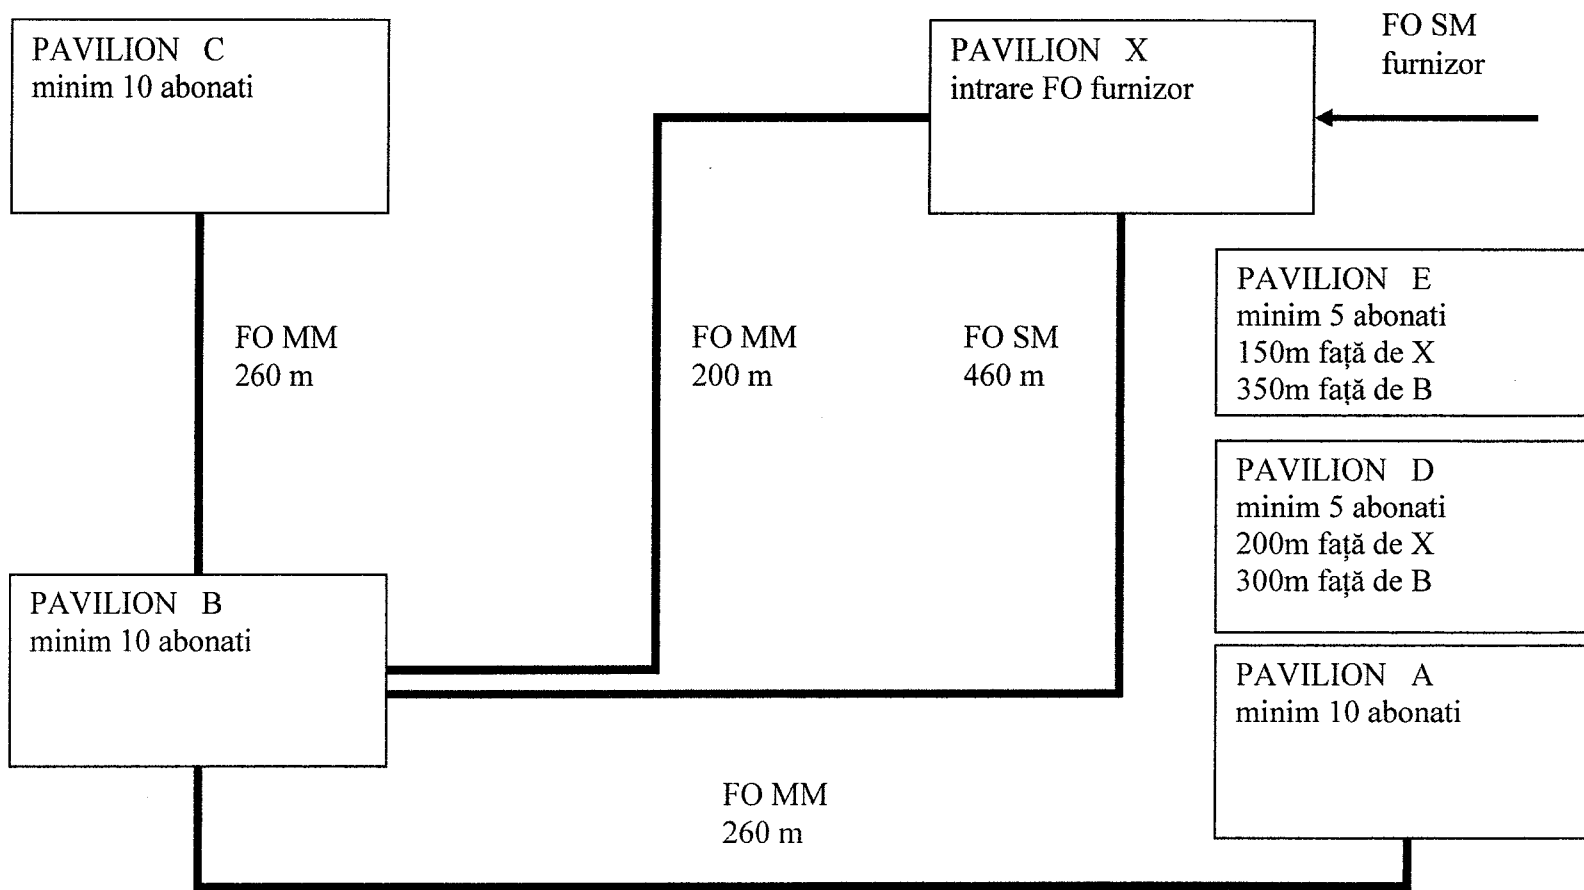 PAVILION C
minim 10 abonati
PAVILION X
intrare FO furnizor
FO SM
furnizor
PAVILION E
minim 5 abonati
150m față de X
350m față de B
FO MM
260 m
FO MM
200 m
FO SM
460 m
PAVILION D
minim 5 abonati
200m față de X
300m față de B
PAVILION B
minim 10 abonati
PAVILION A
minim 10 abonati
FO MM
260 m